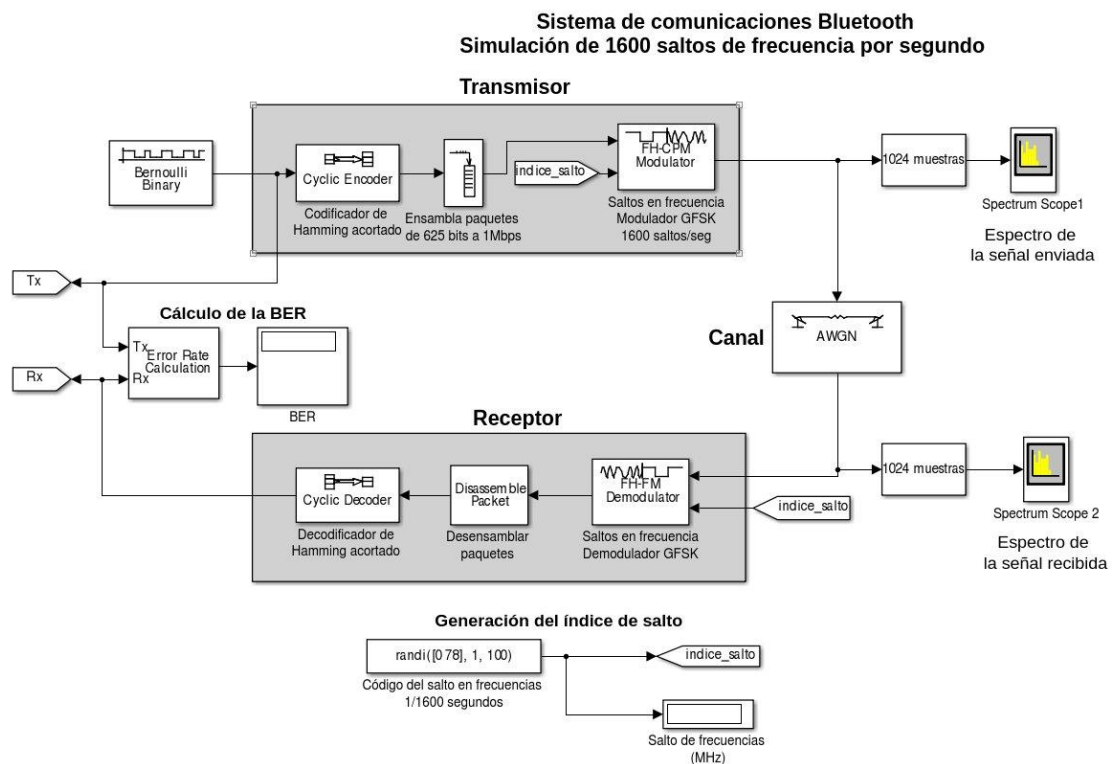 Sistema de comunicaciones Bluetooth
Simulación de 1600 saltos de frecuencia por segundo
Transmisor
Bernoulli
Binary
Cyclic Encoder
Codificador de
Hamming acortado
Ensambla paquetes
de 625 bits a 1Mbps
indice_salto
FH-CPM
Modulator
Saltos en frecuencia
Modulador GFSK
1600 saltos/seg
1024 muestras
Spectrum Scope1
Espectro de
la señal enviada
Tx
Cálculo de la BER
Tx
Rx
Error Rate
Calculation
BER
Rx
Canal
AWGN
Receptor
Cyclic Decoder
Decodificador de
Hamming acortado
Disassemble
Packet
Desensamblar
paquetes
FH-FM
Demodulator
Saltos en frecuencia
Demodulador GFSK
indice_salto
1024 muestras
Spectrum Scope 2
Espectro de
la señal recibida
Generación del índice de salto
randi([0 78], 1, 100)
Código del salto en frecuencias
1/1600 segundos
indice_salto
Salto de frecuencias
(MHz)